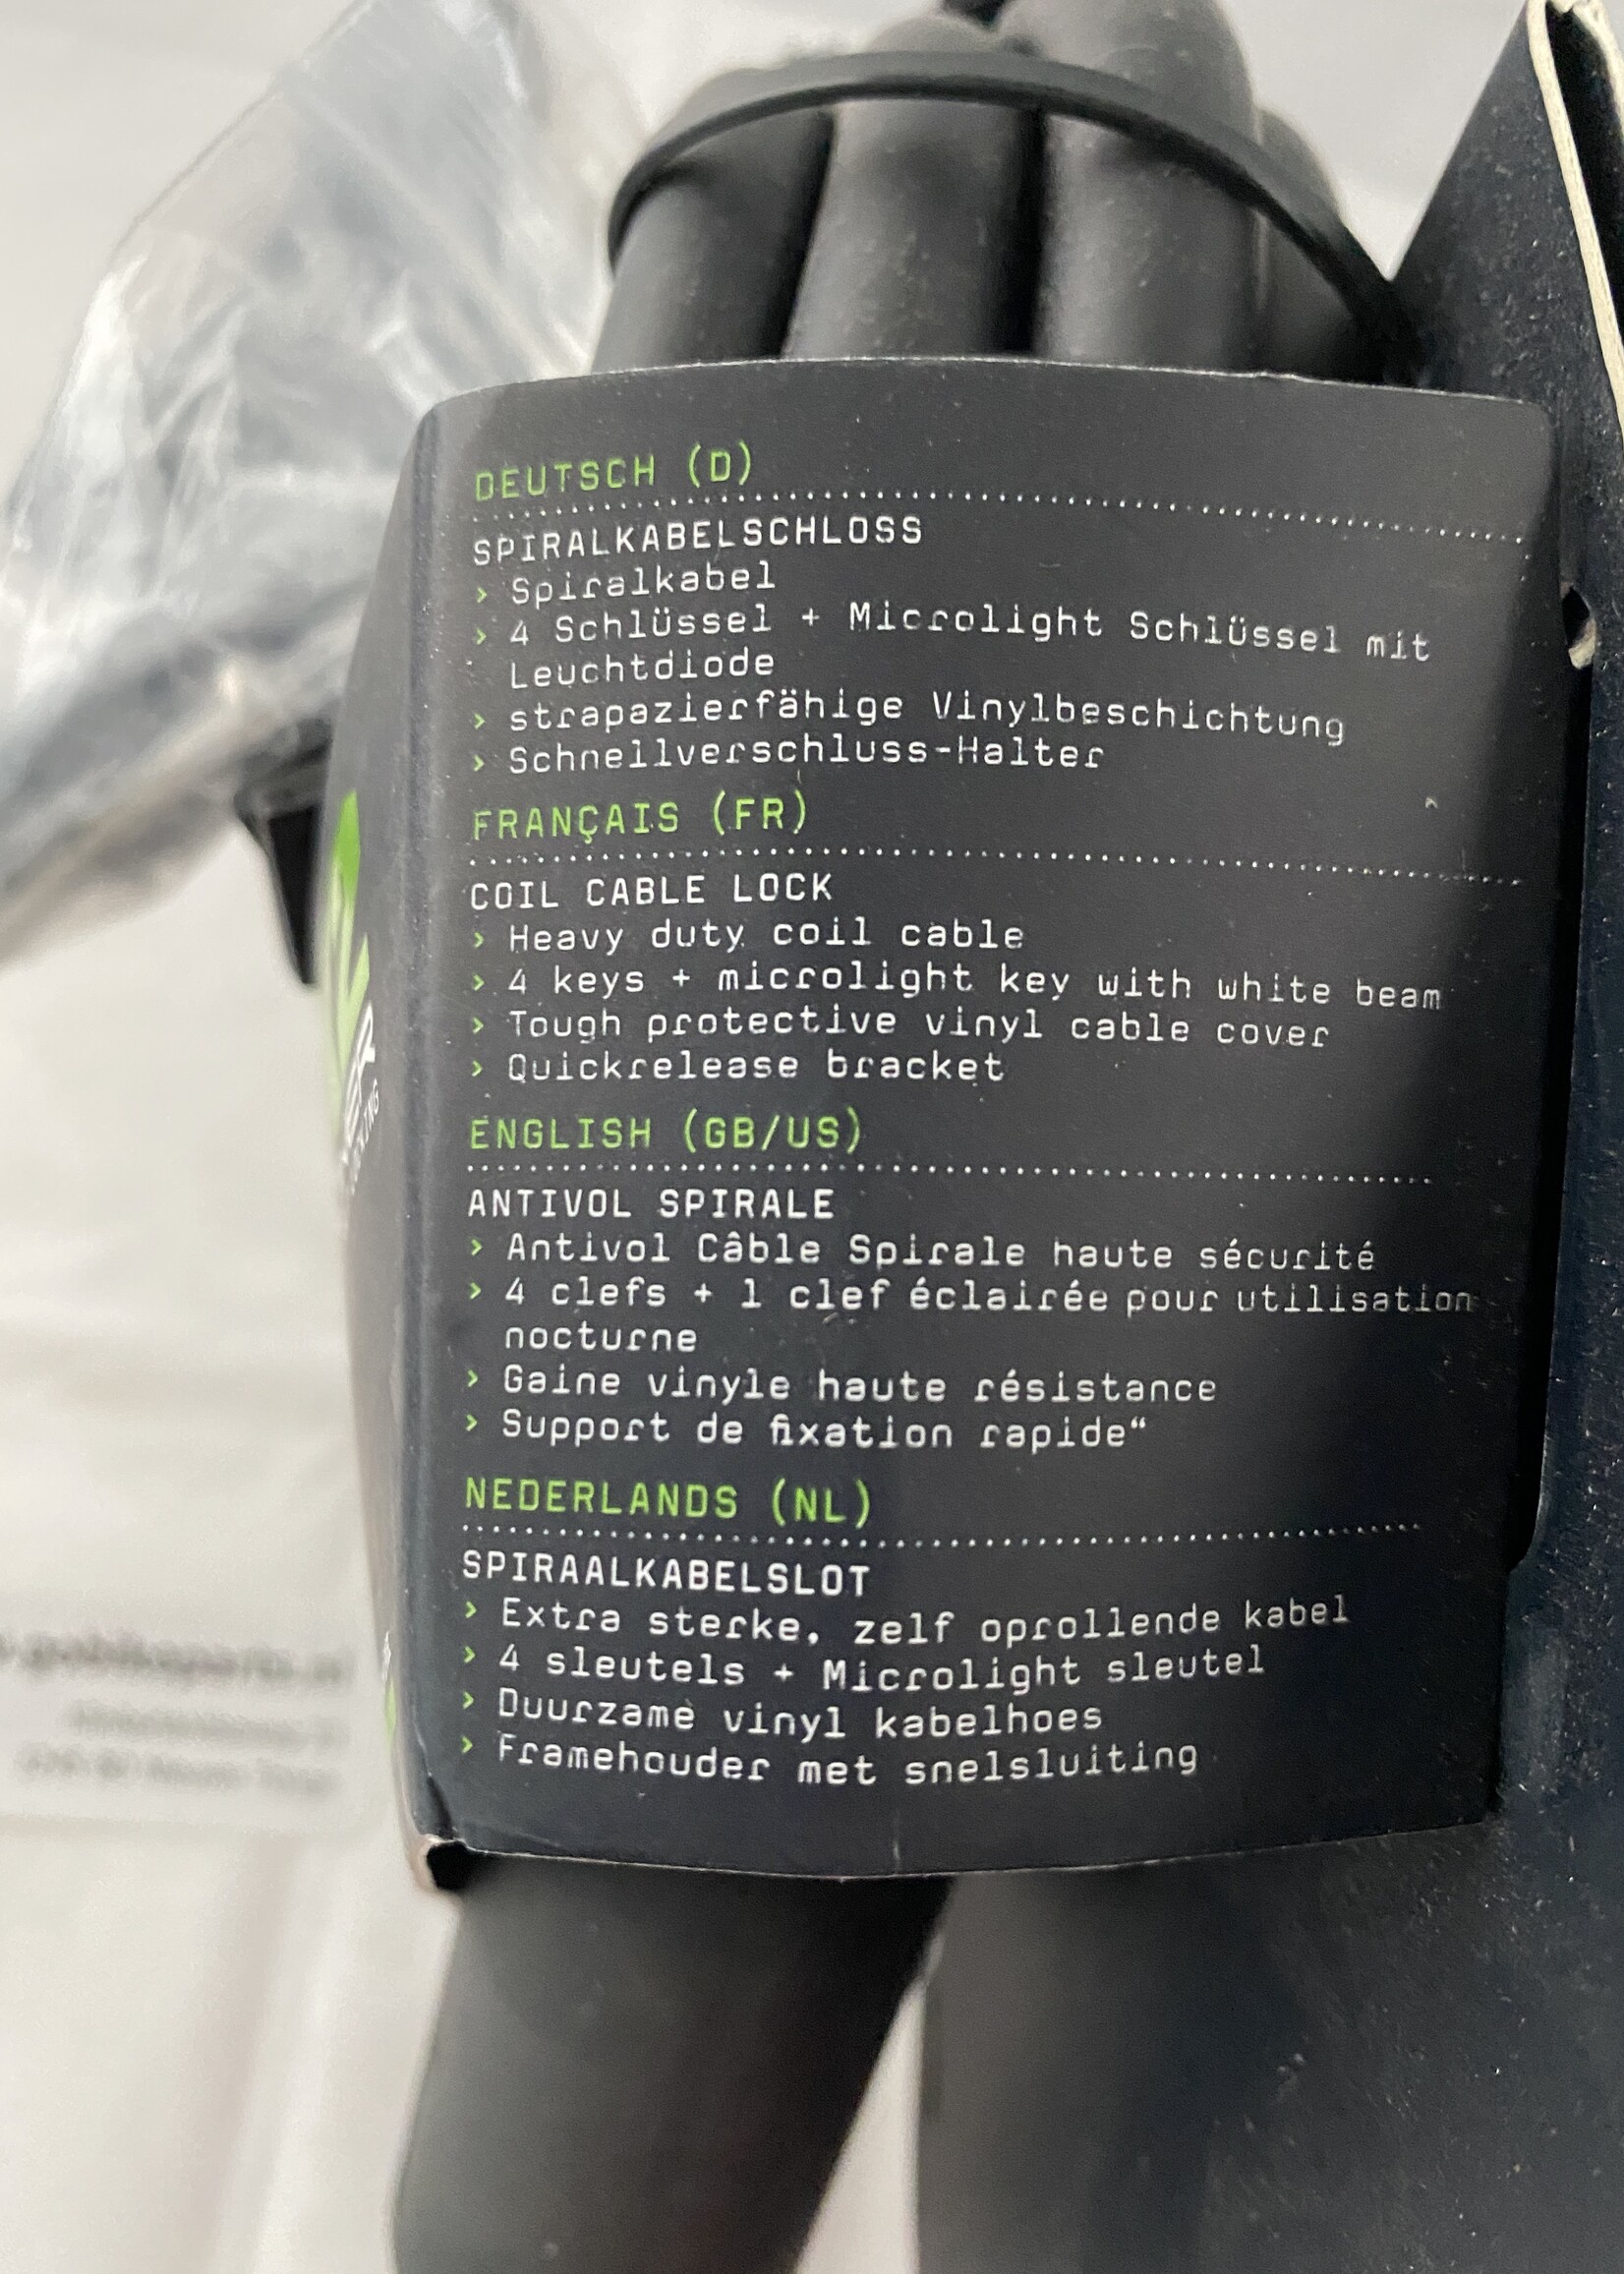 DEUTSCH (D)
SPIRALKABELSCHLOSS
› Spiralkabel
› 4 Schlüssel + Microlight Schlüssel mit
Leuchtdiode
› strapazierfähige Vinylbeschichtung
› Schnellverschluss-Halter
FRANÇAIS (FR)
COIL CABLE LOCK
› Heavy duty coil cable
› 4 keys + microlight key with white beam
› Tough protective vinyl cable cover
› Quickrelease bracket
ENGLISH (GB/US)
ANTIVOL SPIRALE
› Antivol Câble Spirale haute sécurité
› 4 clefs + 1 clef éclairée pour utilisation
nocturne
› Gaine vinyle haute résistance
› Support de fixation rapide“
NEDERLANDS (NL)
SPIRAALKABELSLOT
› Extra sterke, zelf oprollende kabel
› 4 sleutels + Microlight sleutel
› Duurzame vinyl kabelhoes
› Framehouder met snelsluiting